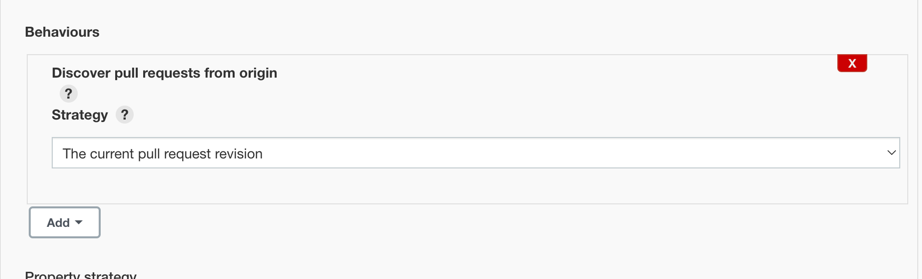 Behaviours
Discover pull requests from origin
X
?
Strategy ?
The current pull request revision
Add
Property strategy